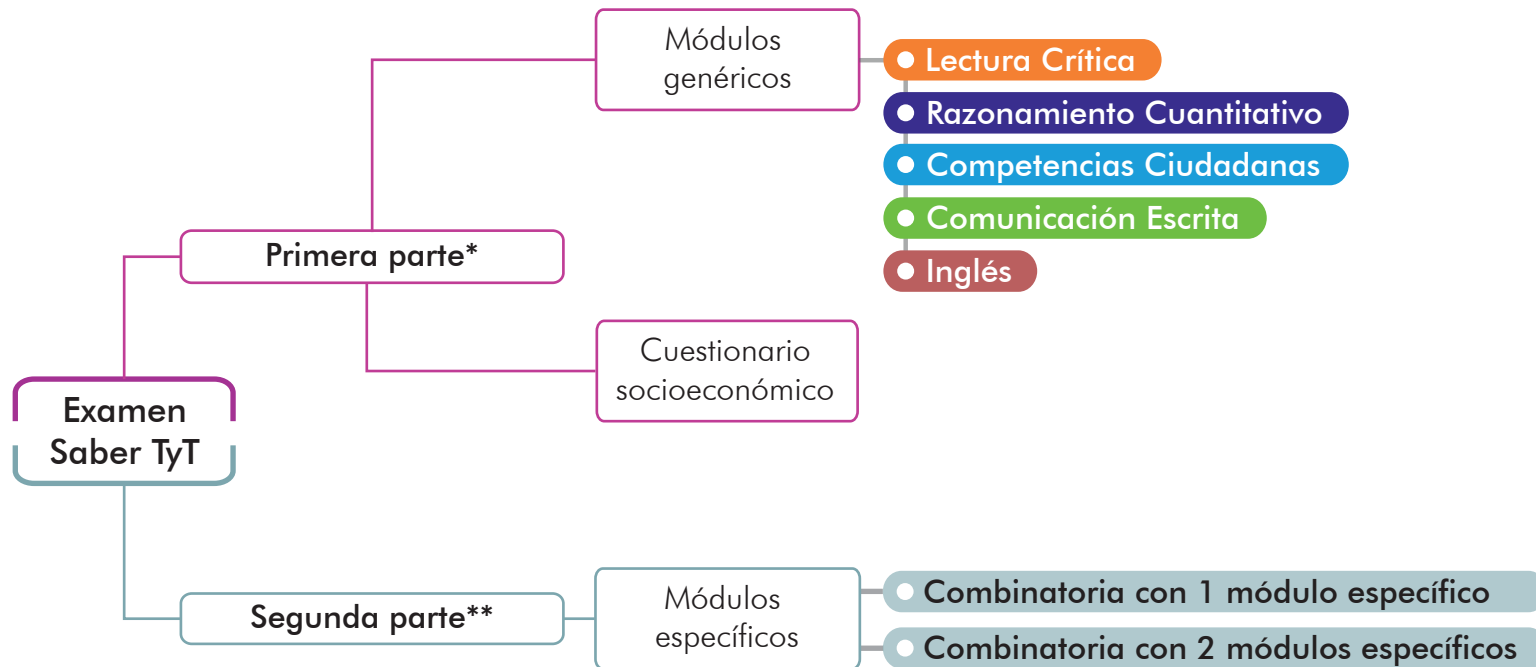 Módulos
genéricos
Lectura Crítica
Razonamiento Cuantitativo
Competencias Ciudadanas
Comunicación Escrita
Inglés
Primera parte*
Cuestionario
socioeconómico
Examen
Saber TyT
Segunda parte**
Módulos
específicos
Combinatoria con 1 módulo específico
Combinatoria con 2 módulos específicos